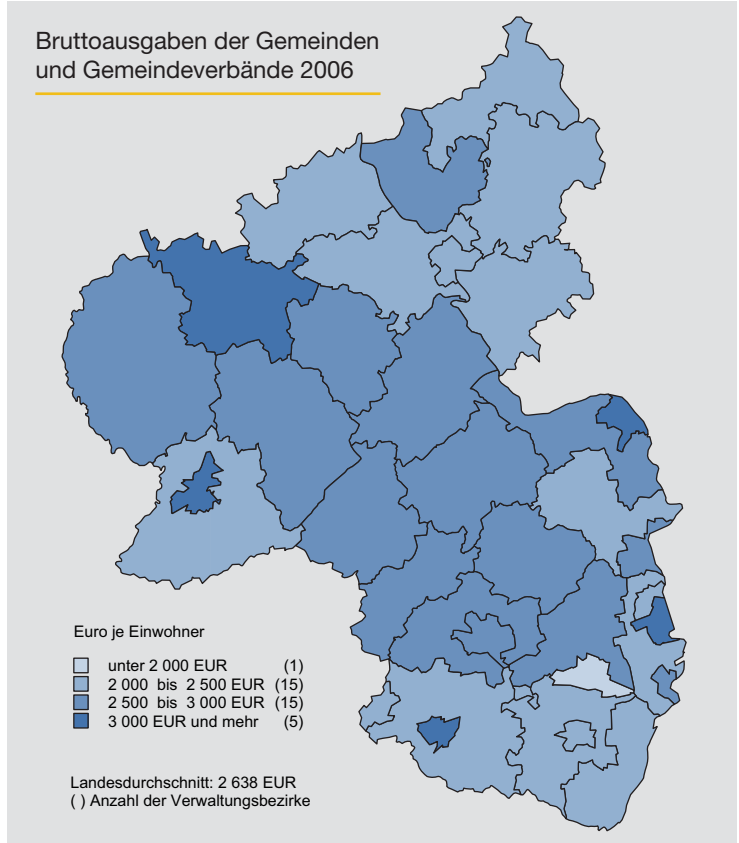 Bruttoausgaben der Gemeinden
und Gemeindeverbände 2006
Euro je Einwohner
unter 2 000 EUR (1)
2 000 bis 2 500 EUR (15)
2 500 bis 3 000 EUR (15)
3 000 EUR und mehr (5)
Landesdurchschnitt: 2 638 EUR
( ) Anzahl der Verwaltungsbezirke